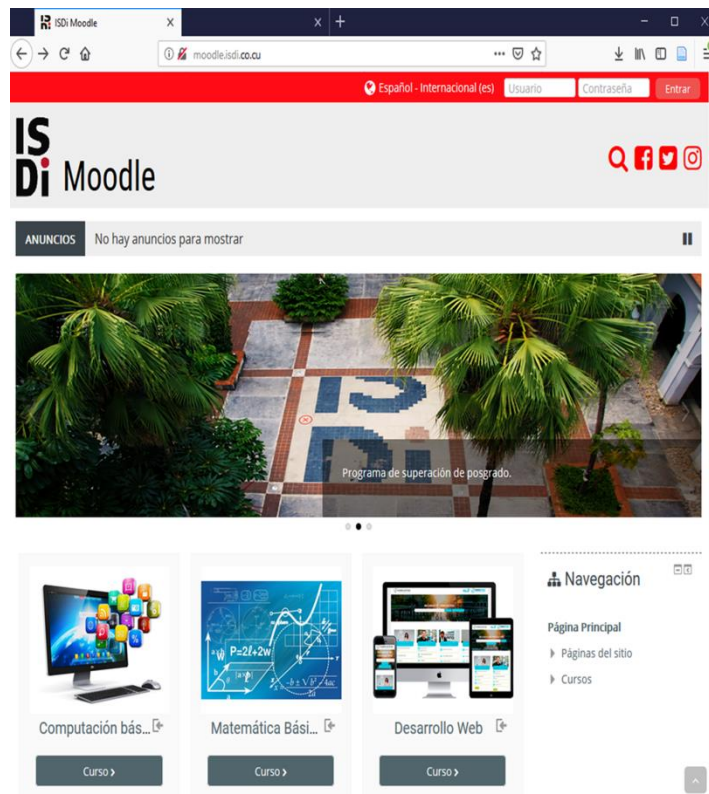 ISDi Moodle
moodle.isdi.co.cu
Español - Internacional (es) Usuario Contraseña Entrar
IS
Di Moodle
ANUNCIOS No hay anuncios para mostrar
Programa de superación de posgrado.
Navegación
Página Principal
Páginas del sitio
Cursos
P=2ℓ+2w
Computación bás... Matemática Bási... Desarrollo Web
Curso Curso Curso